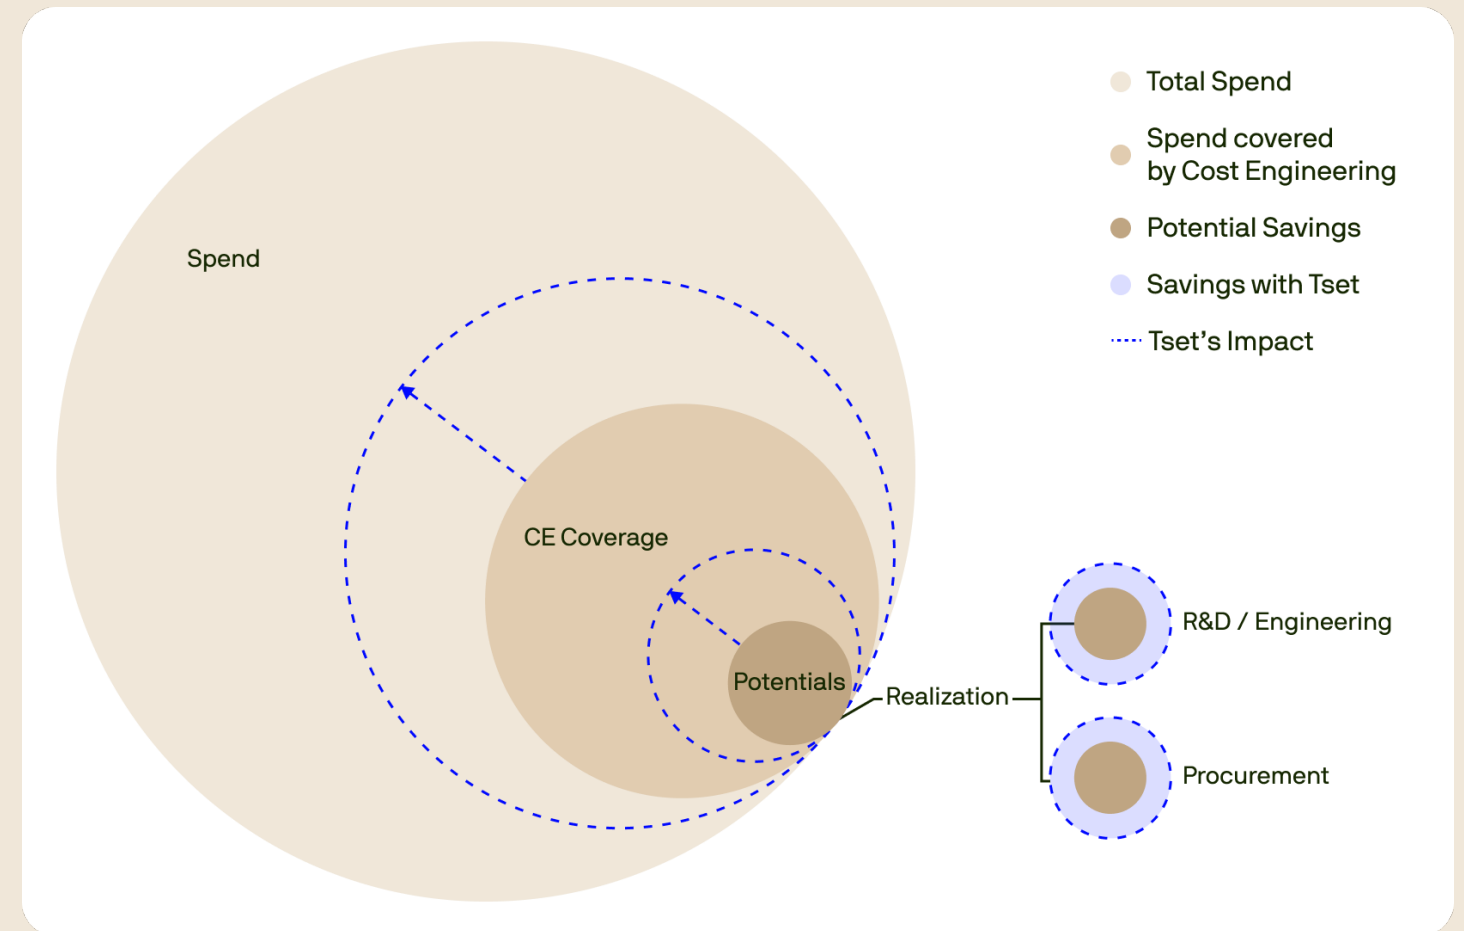 Total Spend
Spend covered
by Cost Engineering
Potential Savings
Savings with Tset
Tset’s Impact
Spend
CE Coverage
Potentials
Realization
R&D / Engineering
Procurement